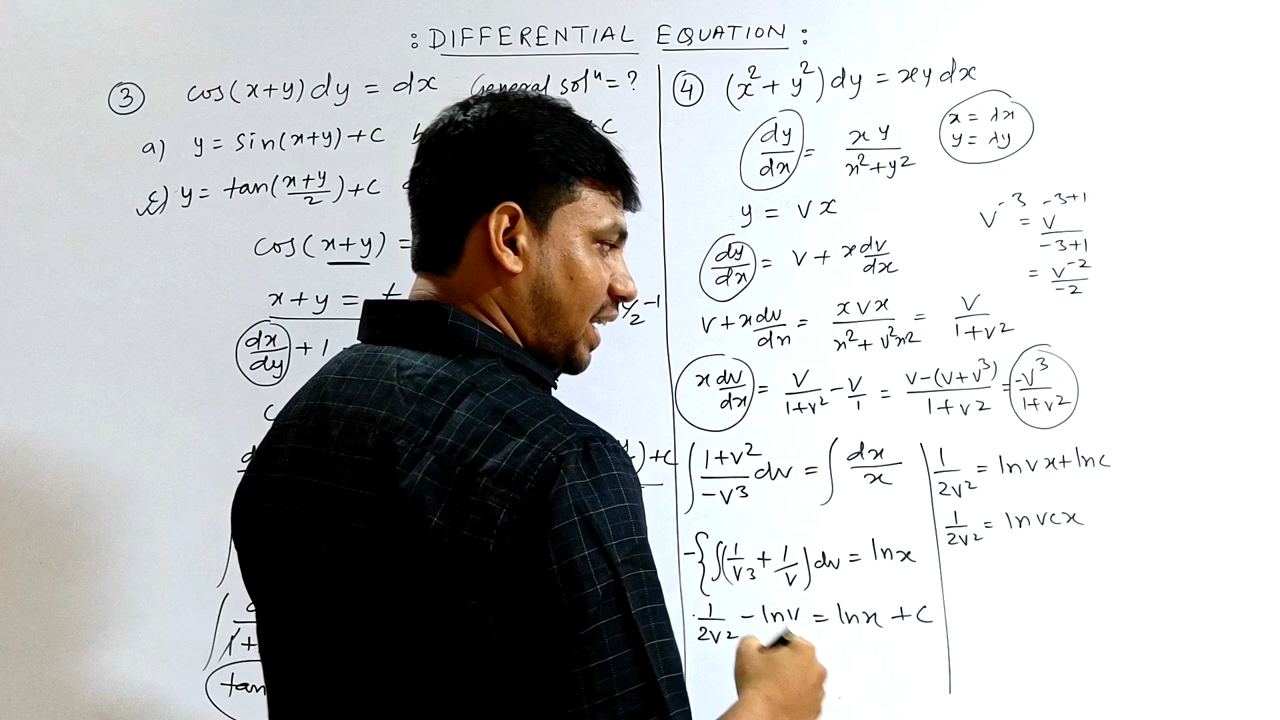 : DIFFERENTIAL EQUATION :
③ cos(x+y)dy = dx General solⁿ = ?
a) y = sin(x+y)+C
+C
c) y = tan(x+y/2)+C
cos(x+y) =
x+y = t
dx/dy + 1
)+C
tan
④ (x²+y²)dy = xy dx
dy/dx = xy/x²+y²
x = λx
y = λy
y = vx
dy/dx = v + x dv/dx
v⁻³ = v⁻³⁺¹/-3+1
= v⁻²/-2
v+x dv/dx = x v x/x²+v²x² = v/1+v²
x dv/dx = v/1+v² - v/1 = v-(v+v³)/1+v² = -v³/1+v²
∫ 1+v²/-v³ dv = ∫ dx/x
-{∫(1/v³ + 1/v)dv = ln x
1/2v² - ln v = ln x + C
1/2v² = ln vx + ln c
1/2v² = ln vcx